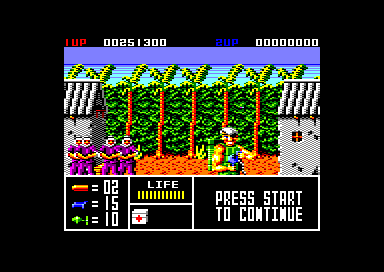 1UP 00251300 2UP 00000000
= 02 LIFE
= 15 PRESS START
= 10 TO CONTINUE